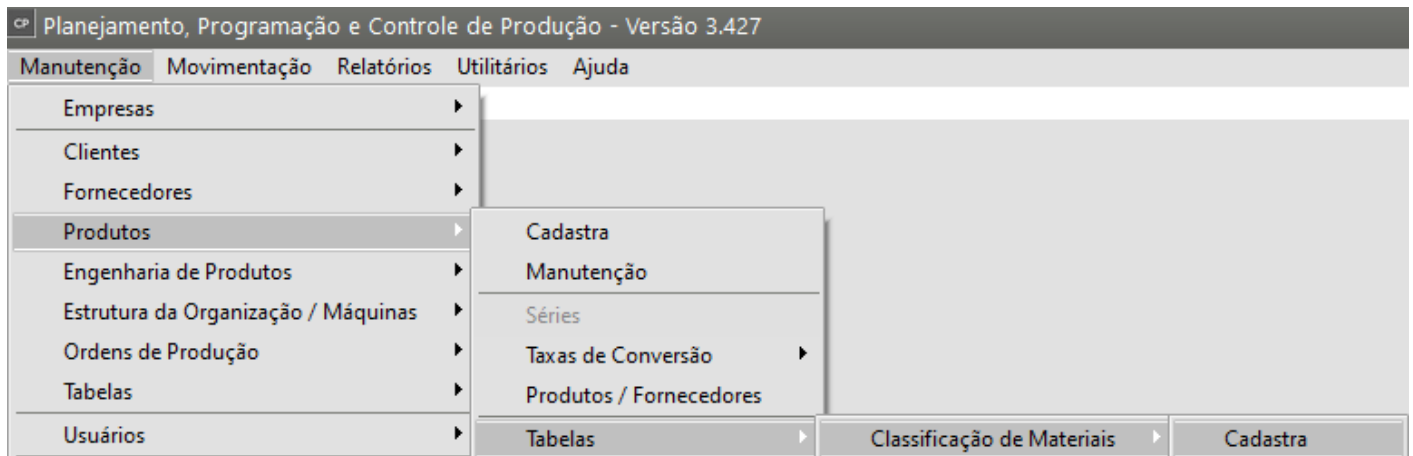 CP Planejamento, Programação e Controle de Produção - Versão 3.427
Manutenção Movimentação Relatórios Utilitários Ajuda
Empresas
Clientes
Fornecedores
Produtos
Engenharia de Produtos
Estrutura da Organização / Máquinas
Ordens de Produção
Tabelas
Usuários
Cadastra
Manutenção
Séries
Taxas de Conversão
Produtos / Fornecedores
Tabelas
Classificação de Materiais
Cadastra